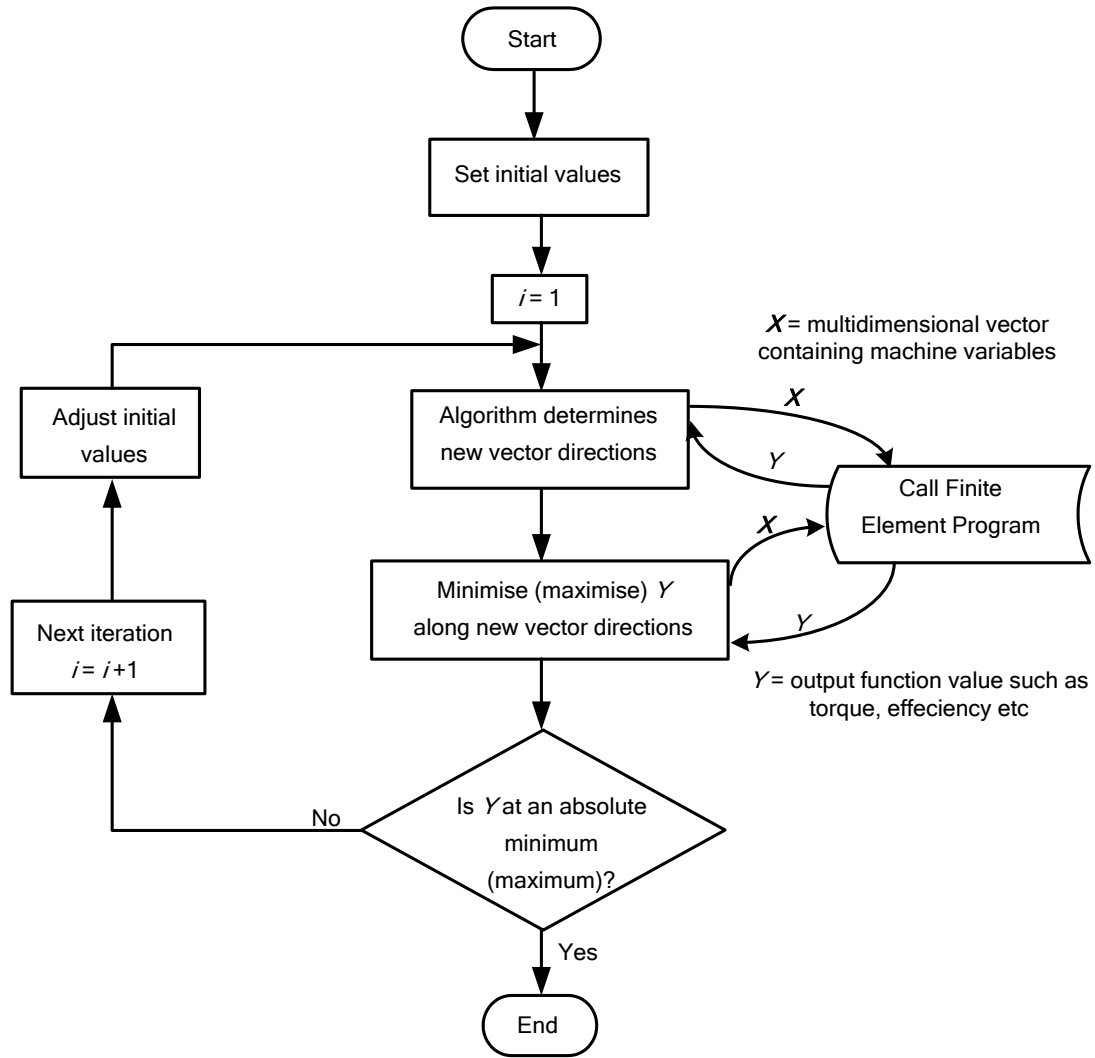 Start
Set initial values
i = 1
X = multidimensional vector
containing machine variables
Adjust initial
values
Algorithm determines
new vector directions
X
Y
Call Finite
Element Program
X
Minimise (maximise) Y
along new vector directions
Y
Next iteration
i = i +1
Y = output function value such as
torque, effeciency etc
Is Y at an absolute
minimum
(maximum)?
No
Yes
End